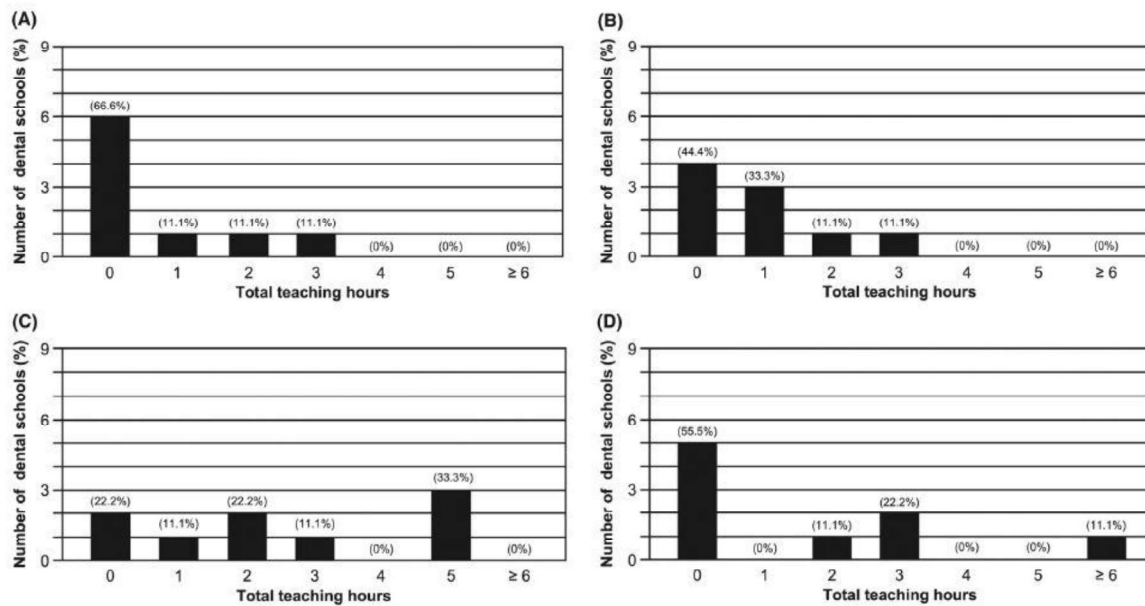 (A)
Number of dental schools (%)
9
6
3
0
(66.6%)
(11.1%) (11.1%) (11.1%)
(0%) (0%) (0%)
0 1 2 3 4 5 ≥ 6
Total teaching hours
(B)
Number of dental schools (%)
9
6
3
0
(44.4%)
(33.3%)
(11.1%) (11.1%)
(0%) (0%) (0%)
0 1 2 3 4 5 ≥ 6
Total teaching hours
(C)
Number of dental schools (%)
9
6
3
0
(33.3%)
(22.2%) (22.2%)
(11.1%) (11.1%)
(0%) (0%)
0 1 2 3 4 5 ≥ 6
Total teaching hours
(D)
Number of dental schools (%)
9
6
3
0
(55.5%)
(22.2%)
(11.1%) (11.1%)
(0%) (0%) (0%)
0 1 2 3 4 5 ≥ 6
Total teaching hours